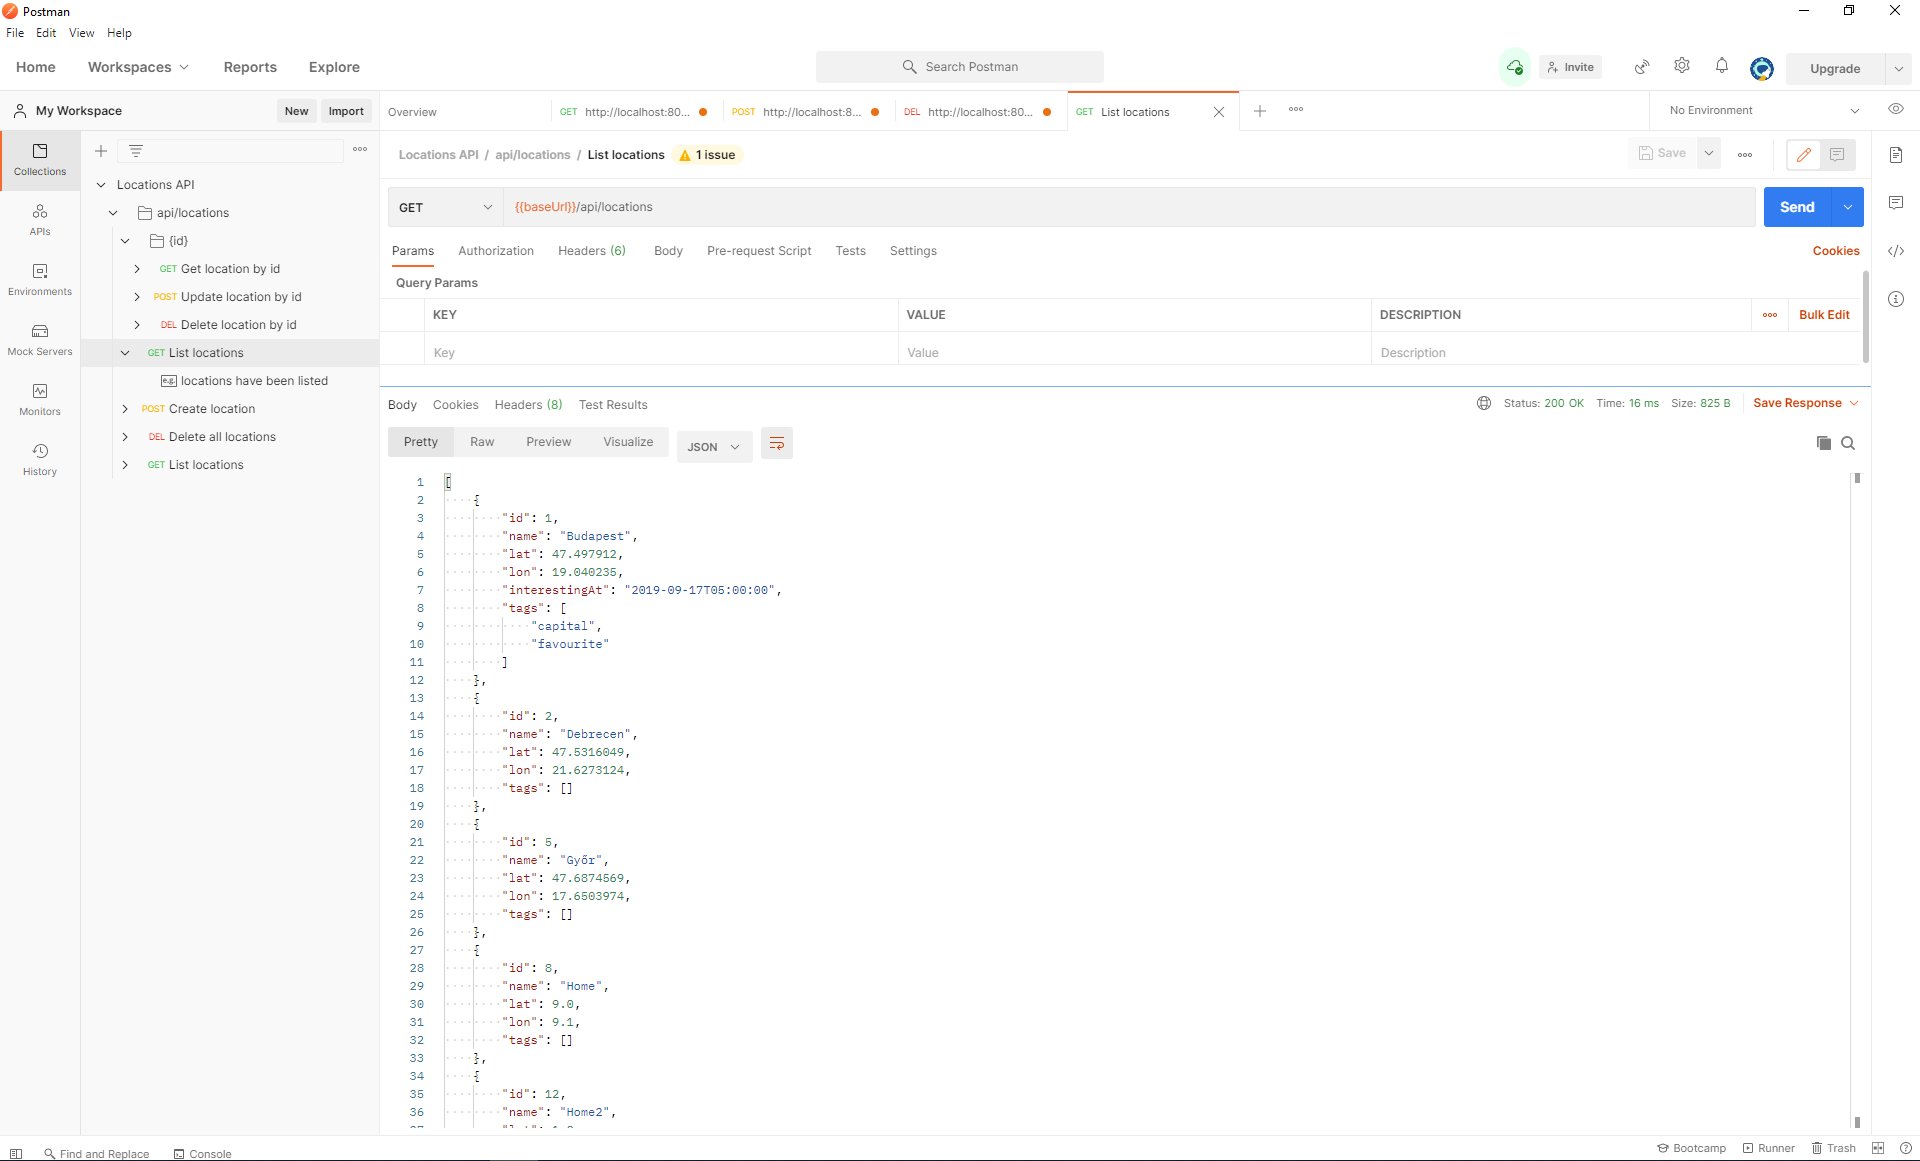 Postman
File Edit View Help
Home Workspaces Reports Explore
Search Postman
Invite
Upgrade
My Workspace New Import
Overview
GET http://localhost:80...
POST http://localhost:8...
DEL http://localhost:80...
GET List locations
No Environment
Collections
APIs
Environments
Mock Servers
Monitors
History
Locations API
api/locations
{id}
GET Get location by id
POST Update location by id
DEL Delete location by id
GET List locations
e.g. locations have been listed
POST Create location
DEL Delete all locations
GET List locations
Locations API / api/locations / List locations 1 issue
Save
GET {{baseUrl}}/api/locations
Send
Params Authorization Headers (6) Body Pre-request Script Tests Settings
Cookies
Query Params
KEY VALUE DESCRIPTION Bulk Edit
Key Value Description
Body Cookies Headers (8) Test Results
Status: 200 OK Time: 16 ms Size: 825 B Save Response
Pretty Raw Preview Visualize JSON
1 [
2 {
3 "id": 1,
4 "name": "Budapest",
5 "lat": 47.497912,
6 "lon": 19.040235,
7 "interestingAt": "2019-09-17T05:00:00",
8 "tags": [
9 "capital",
10 "favourite"
11 ]
12 },
13 {
14 "id": 2,
15 "name": "Debrecen",
16 "lat": 47.5316049,
17 "lon": 21.6273124,
18 "tags": []
19 },
20 {
21 "id": 5,
22 "name": "Győr",
23 "lat": 47.6874569,
24 "lon": 17.6503974,
25 "tags": []
26 },
27 {
28 "id": 8,
29 "name": "Home",
30 "lat": 9.0,
31 "lon": 9.1,
32 "tags": []
33 },
34 {
35 "id": 12,
36 "name": "Home2",
Find and Replace Console
Bootcamp Runner Trash